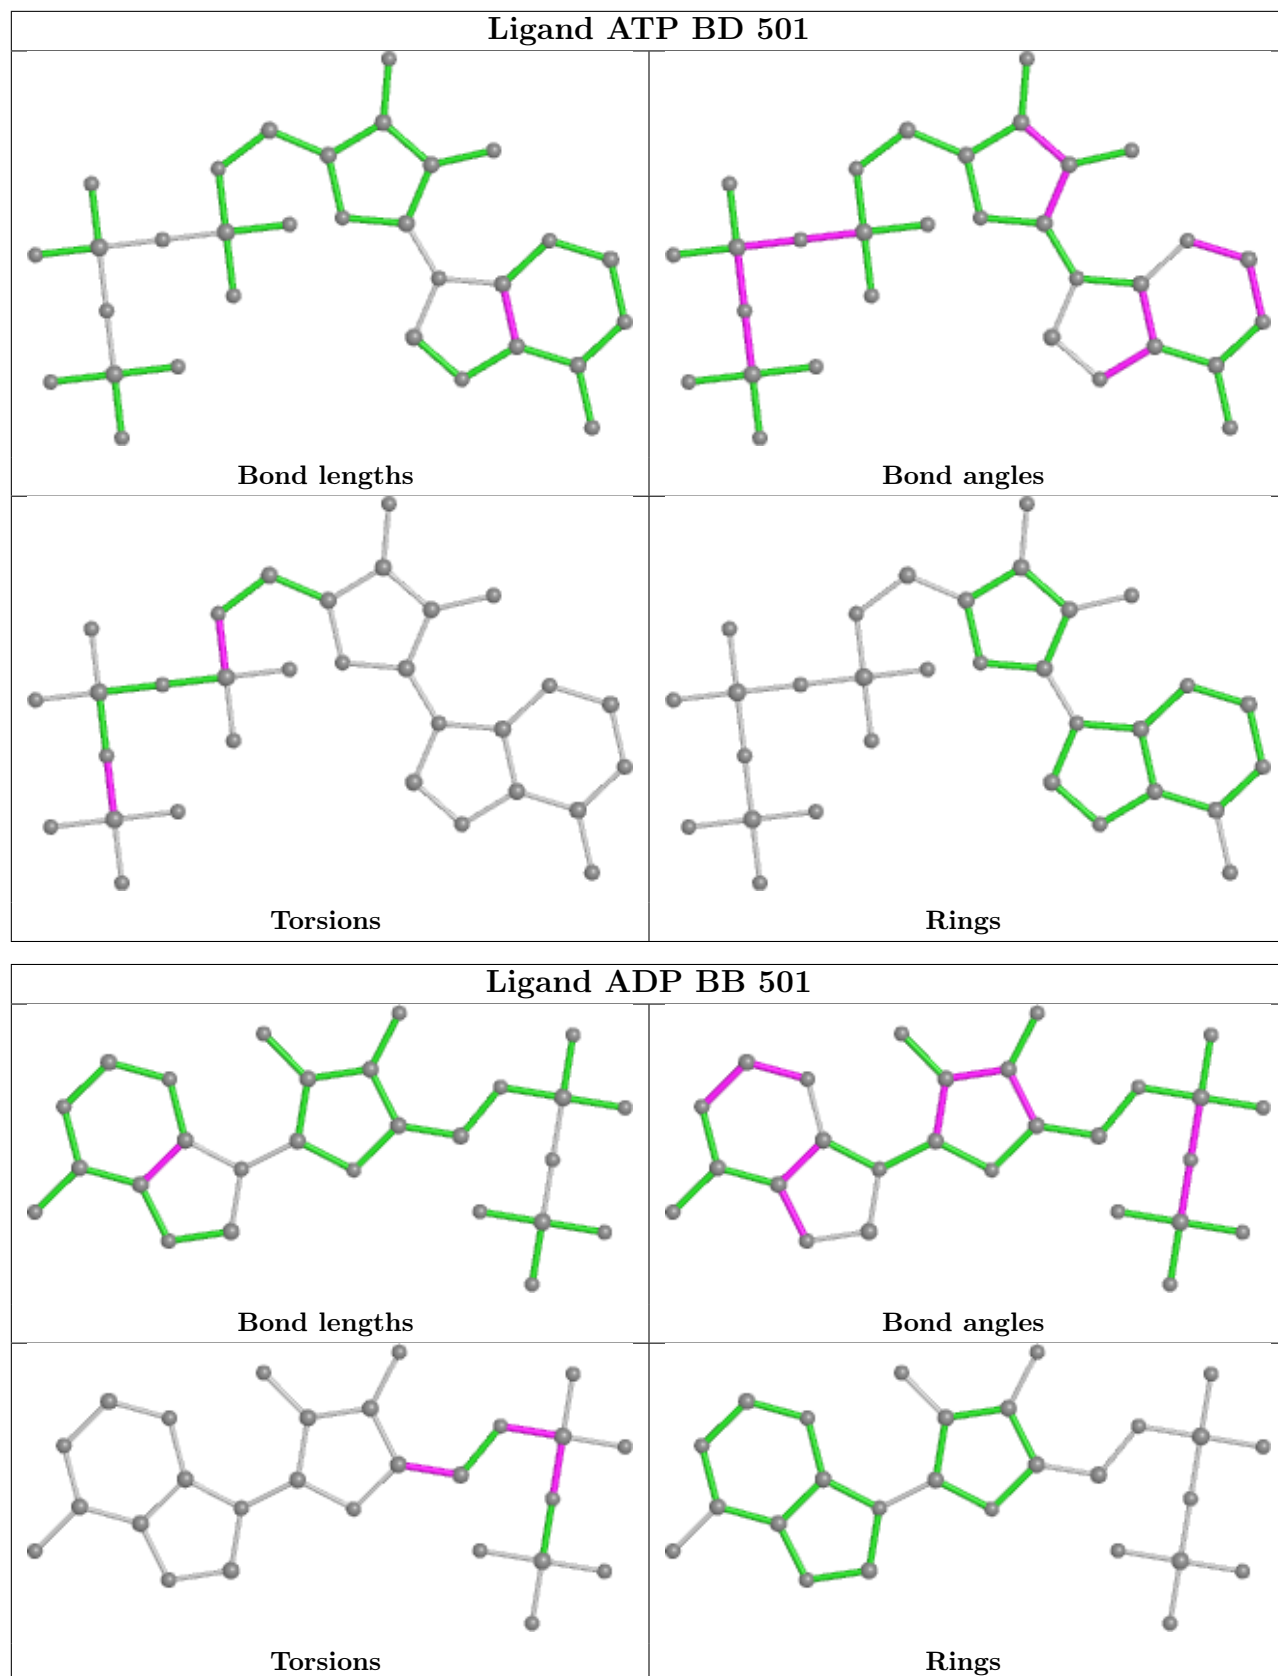 Ligand ATP BD 501
Bond lengths
Bond angles
Torsions
Rings
Ligand ADP BB 501
Bond lengths
Bond angles
Torsions
Rings